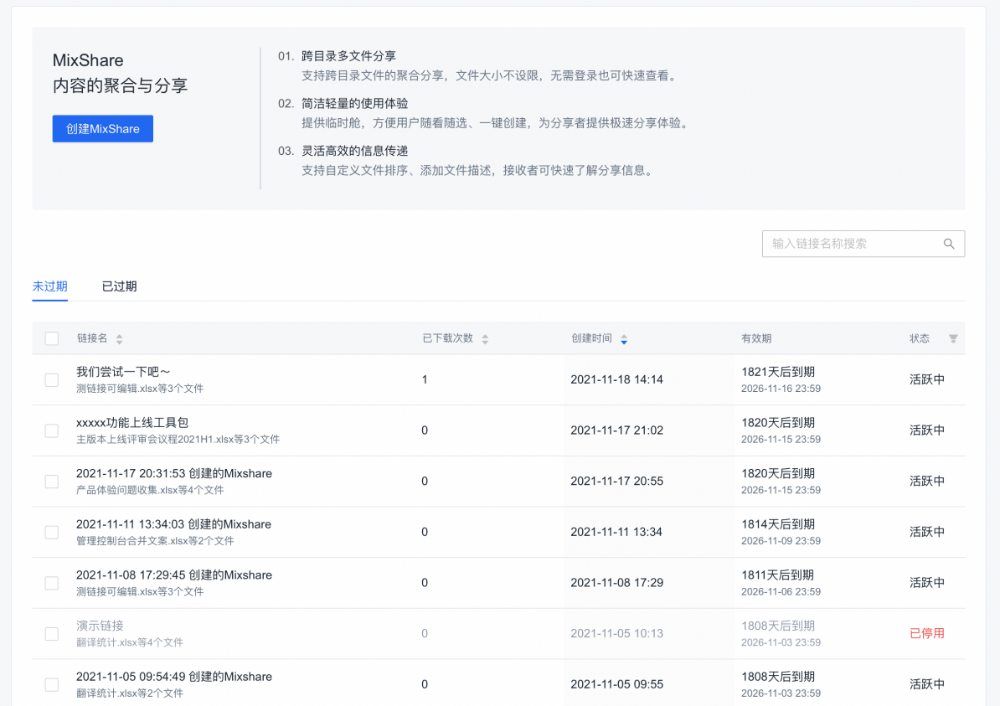 MixShare
内容的聚合与分享
创建MixShare
01. 跨目录多文件分享
支持跨目录文件的聚合分享，文件大小不设限，无需登录也可快速查看。
02. 简洁轻量的使用体验
提供临时舱，方便用户随看随选、一键创建，为分享者提供极速分享体验。
03. 灵活高效的信息传递
支持自定义文件排序、添加文件描述，接收者可快速了解分享信息。
输入链接名称搜索
未过期 已过期
链接名 已下载次数 创建时间 有效期 状态
我们尝试一下吧～ 1 2021-11-18 14:14 1821天后到期 活跃中
测链接可编辑.xlsx等3个文件 2026-11-16 23:59
xxxxx功能上线工具包 0 2021-11-17 21:02 1820天后到期 活跃中
主版本上线评审会议程2021H1.xlsx等3个文件 2026-11-15 23:59
2021-11-17 20:31:53 创建的Mixshare 0 2021-11-17 20:55 1820天后到期 活跃中
产品体验问题收集.xlsx等4个文件 2026-11-15 23:59
2021-11-11 13:34:03 创建的Mixshare 0 2021-11-11 13:34 1814天后到期 活跃中
管理控制台合并文案.xlsx等2个文件 2026-11-09 23:59
2021-11-08 17:29:45 创建的Mixshare 0 2021-11-08 17:29 1811天后到期 活跃中
测链接可编辑.xlsx等3个文件 2026-11-06 23:59
演示链接 0 2021-11-05 10:13 1808天后到期 已停用
翻译统计.xlsx等4个文件 2026-11-03 23:59
2021-11-05 09:54:49 创建的Mixshare 0 2021-11-05 09:55 1808天后到期 活跃中
翻译统计.xlsx等2个文件 2026-11-03 23:59